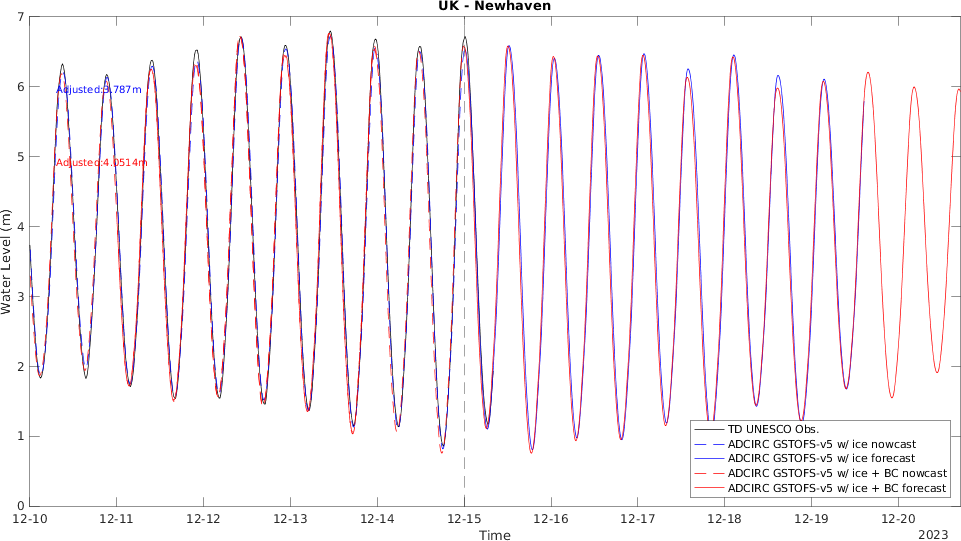 UK - Newhaven
7
6
5
4
3
2
1
0
Water Level (m)
Adjusted:3.787m
Adjusted:4.0514m
TD UNESCO Obs.
ADCIRC GSTOFS-v5 w/ ice nowcast
ADCIRC GSTOFS-v5 w/ ice forecast
ADCIRC GSTOFS-v5 w/ ice + BC nowcast
ADCIRC GSTOFS-v5 w/ ice + BC forecast
12-10 12-11 12-12 12-13 12-14 12-15 12-16 12-17 12-18 12-19 12-20
Time
2023